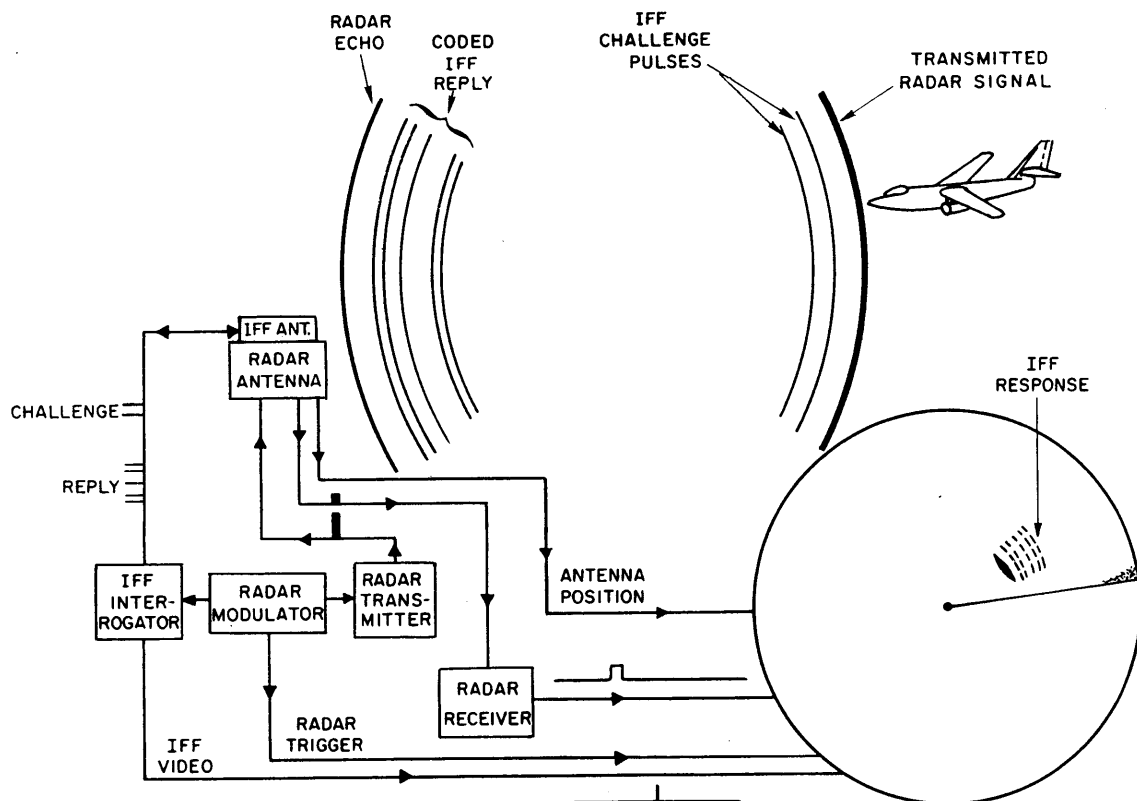 RADAR
ECHO
CODED
IFF
REPLY
IFF
CHALLENGE
PULSES
TRANSMITTED
RADAR SIGNAL
IFF ANT.
RADAR
ANTENNA
CHALLENGE
REPLY
IFF
RESPONSE
IFF
INTER-
ROGATOR
RADAR
MODULATOR
RADAR
TRANS-
MITTER
ANTENNA
POSITION
RADAR
RECEIVER
RADAR
TRIGGER
IFF
VIDEO